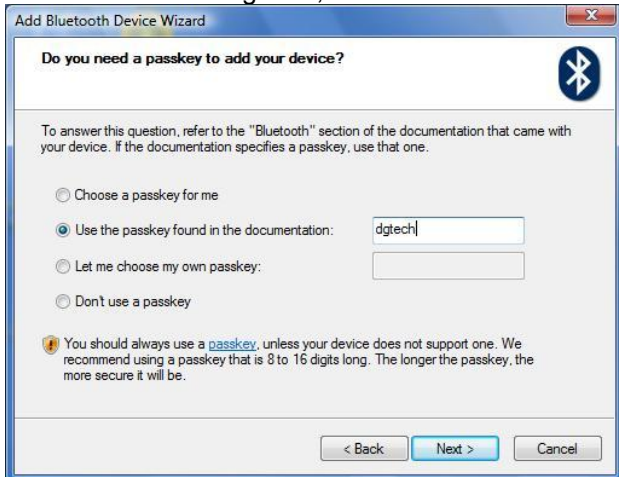 Add Bluetooth Device Wizard
Do you need a passkey to add your device?
To answer this question, refer to the "Bluetooth" section of the documentation that came with
your device. If the documentation specifies a passkey, use that one.
Choose a passkey for me
Use the passkey found in the documentation: dgtech
Let me choose my own passkey:
Don't use a passkey
You should always use a passkey, unless your device does not support one. We
recommend using a passkey that is 8 to 16 digits long. The longer the passkey, the
more secure it will be.
< Back Next > Cancel